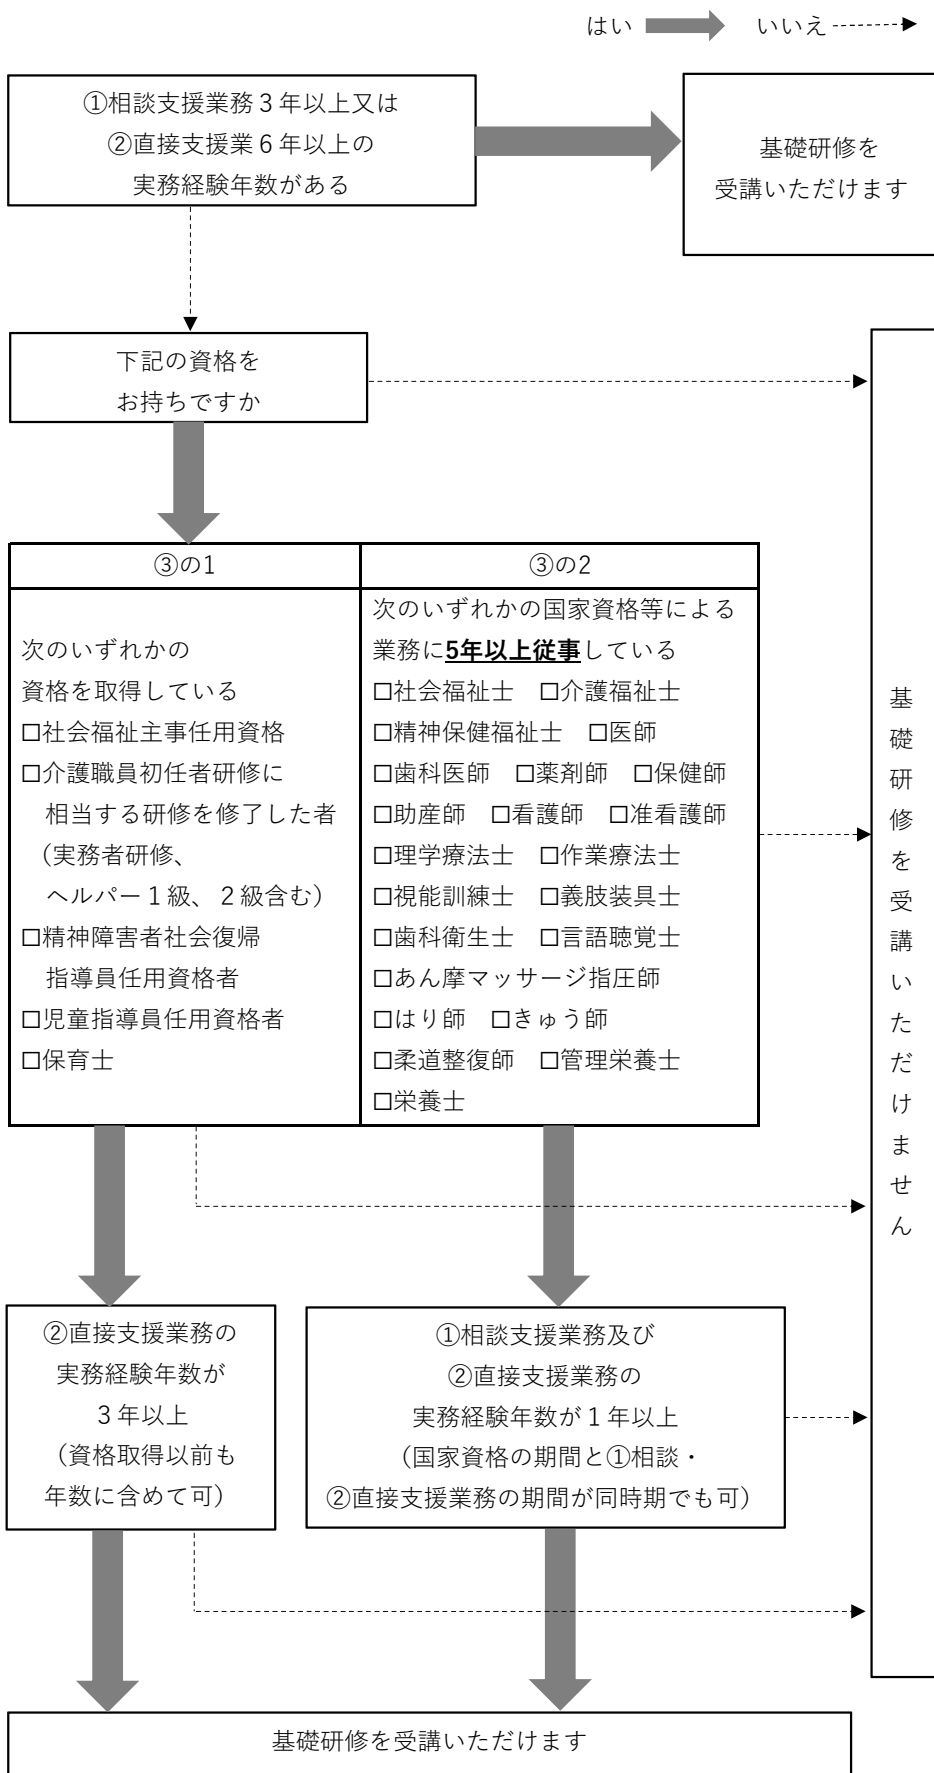 はい いいえ
①相談支援業務３年以上又は
②直接支援業６年以上の
実務経験年数がある
基礎研修を
受講いただけます
下記の資格を
お持ちですか
③の1
次のいずれかの
資格を取得している
□社会福祉主事任用資格
□介護職員初任者研修に
相当する研修を修了した者
（実務者研修、
ヘルパー１級、２級含む）
□精神障害者社会復帰
指導員任用資格者
□児童指導員任用資格者
□保育士
③の2
次のいずれかの国家資格等による
業務に5年以上従事している
□社会福祉士 □介護福祉士
□精神保健福祉士 □医師
□歯科医師 □薬剤師 □保健師
□助産師 □看護師 □准看護師
□理学療法士 □作業療法士
□視能訓練士 □義肢装具士
□歯科衛生士 □言語聴覚士
□あん摩マッサージ指圧師
□はり師 □きゅう師
□柔道整復師 □管理栄養士
□栄養士
基礎研修を受講いただけません
②直接支援業務の
実務経験年数が
３年以上
（資格取得以前も
年数に含めて可）
①相談支援業務及び
②直接支援業務の
実務経験年数が１年以上
（国家資格の期間と①相談・
②直接支援業務の期間が同時期でも可）
基礎研修を受講いただけます